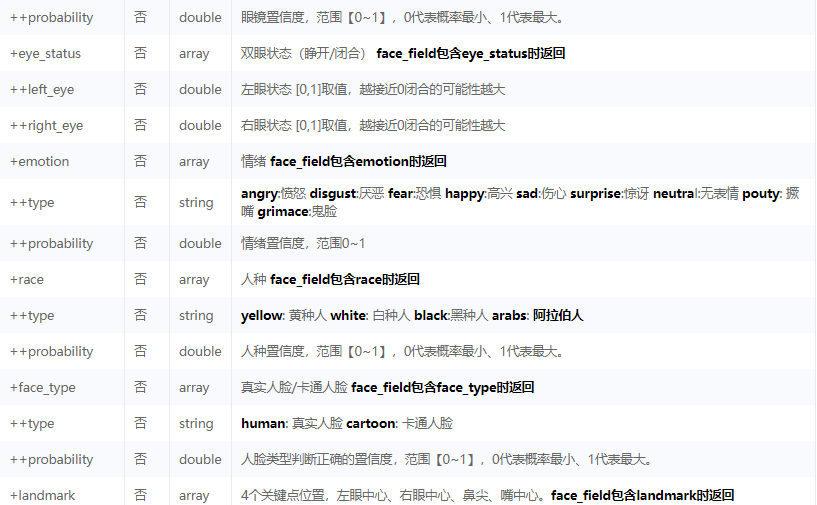 ++probability 否 double 眼镜置信度，范围【0~1】，0代表概率最小、1代表最大。
+eye_status 否 array 双眼状态（睁开/闭合） face_field包含eye_status时返回
++left_eye 否 double 左眼状态 [0,1]取值，越接近0闭合的可能性越大
++right_eye 否 double 右眼状态 [0,1]取值，越接近0闭合的可能性越大
+emotion 否 array 情绪 face_field包含emotion时返回
++type 否 string angry:愤怒 disgust:厌恶 fear:恐惧 happy:高兴 sad:伤心 surprise:惊讶 neutral:无表情 pouty: 撅
嘴 grimace:鬼脸
++probability 否 double 情绪置信度，范围0~1
+race 否 array 人种 face_field包含race时返回
++type 否 string yellow: 黄种人 white: 白种人 black:黑种人 arabs: 阿拉伯人
++probability 否 double 人种置信度，范围【0~1】，0代表概率最小、1代表最大。
+face_type 否 array 真实人脸/卡通人脸 face_field包含face_type时返回
++type 否 string human: 真实人脸 cartoon: 卡通人脸
++probability 否 double 人脸类型判断正确的置信度，范围【0~1】，0代表概率最小、1代表最大。
+landmark 否 array 4个关键点位置，左眼中心、右眼中心、鼻尖、嘴中心。face_field包含landmark时返回